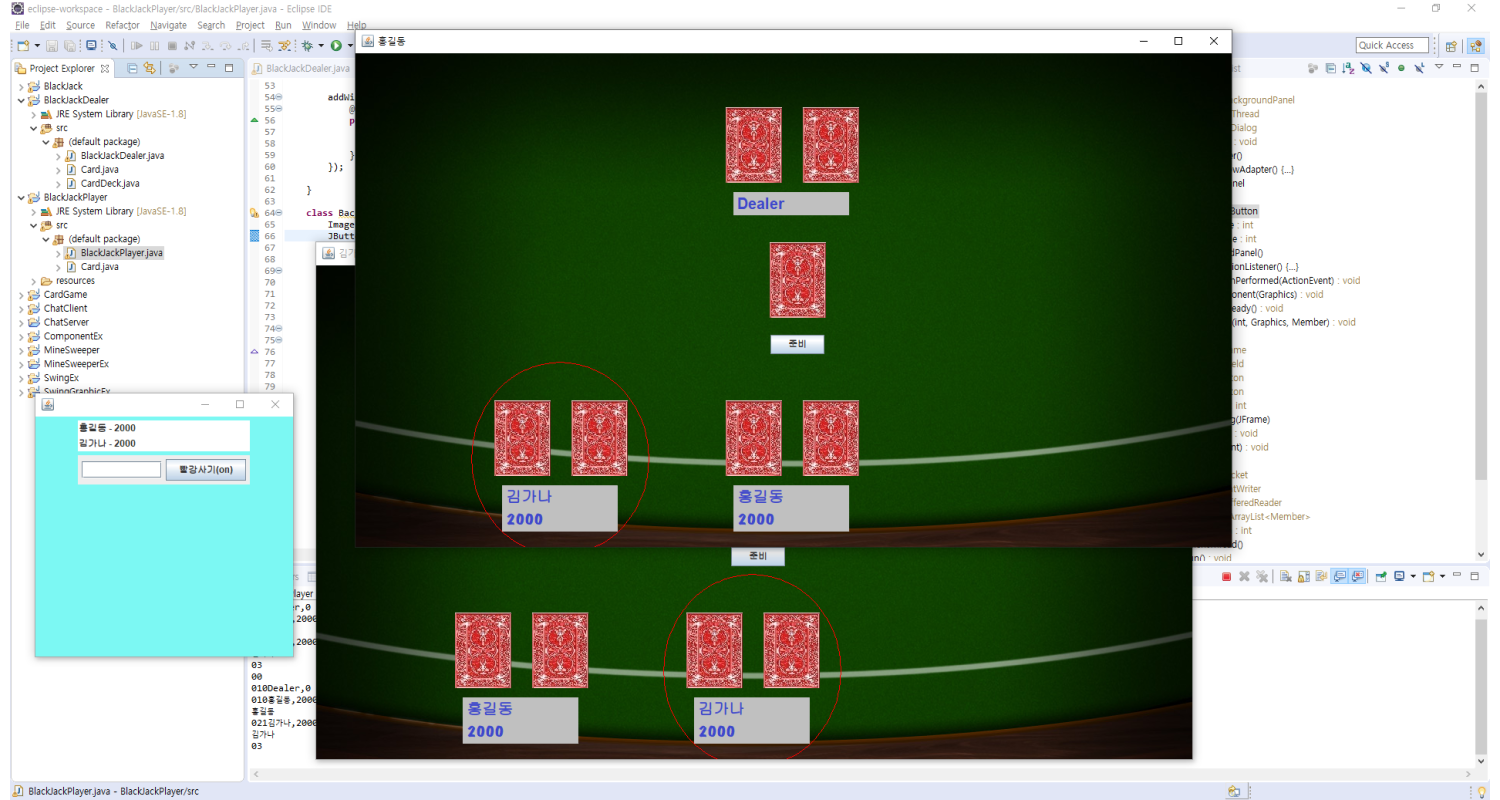 eclipse-workspace - BlackJackPlayer/src/BlackJackPlayer.java - Eclipse IDE
File Edit Source Refactor Navigate Search Project Run Window Help
Quick Access
Project Explorer
BlackJack
BlackJackDealer
JRE System Library [JavaSE-1.8]
src
(default package)
BlackJackDealer.java
Card.java
CardDeck.java
BlackJackPlayer
JRE System Library [JavaSE-1.8]
src
(default package)
BlackJackPlayer.java
Card.java
resources
CardGame
ChatClient
ChatServer
ComponentEx
MineSweeper
MineSweeperEx
SwingEx
SwingGraphicEx
BlackJackDealer.java
53
54 addWi
55 @
56 p
57
58
59 }
60 });
61
62 }
63
64 class Bac
65 Image
66 JButt
67
68
69
70
71
72
73
74
75
76
77
78
79
홍길동
Dealer
준비
김가나
2000
홍길동
2000
준비
홍길동
2000
김가나
2000
홍길동 - 2000
김가나 - 2000
빨강사기(on)
ist
ckgroundPanel
Thread
Dialog
: void
er()
owAdapter() {...}
nel
utton
: int
e : int
dPanel()
ionListener() {...}
nPerformed(ActionEvent) : void
onent(Graphics) : void
eady() : void
(int, Graphics, Member) : void
me
eld
ton
ton
int
g(JFrame)
: void
nt) : void
cket
tWriter
feredReader
rrayList<Member>
: int
d()
un() : void
layer
er,0
,2000
,2000
03
00
010Dealer,0
010홍길동,2000
홍길동
021김가나,2000
김가나
03
BlackJackPlayer.java - BlackJackPlayer/src